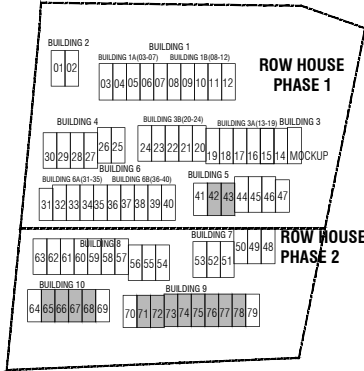 BUILDING 2
01 02
BUILDING 1
BUILDING 1A(03-07) BUILDING 1B(08-12)
03 04 05 06 07 08 09 10 11 12
ROW HOUSE
PHASE 1
BUILDING 4
30 29 28 27 26 25
BUILDING 3B(20-24)
24 23 22 21 20
BUILDING 3A(13-19) BUILDING 3
19 18 17 16 15 14 MOCKUP
BUILDING 6
BUILDING 6A(31-35) BUILDING 6B(36-40)
31 32 33 34 35 36 37 38 39 40
BUILDING 5
41 42 43 44 45 46 47
BUILDING 8
63 62 61 60 59 58 57 56 55 54
BUILDING 7
53 52 51 50 49 48
ROW HOUSE
PHASE 2
BUILDING 10
64 65 66 67 68 69
BUILDING 9
70 71 72 73 74 75 76 77 78 79